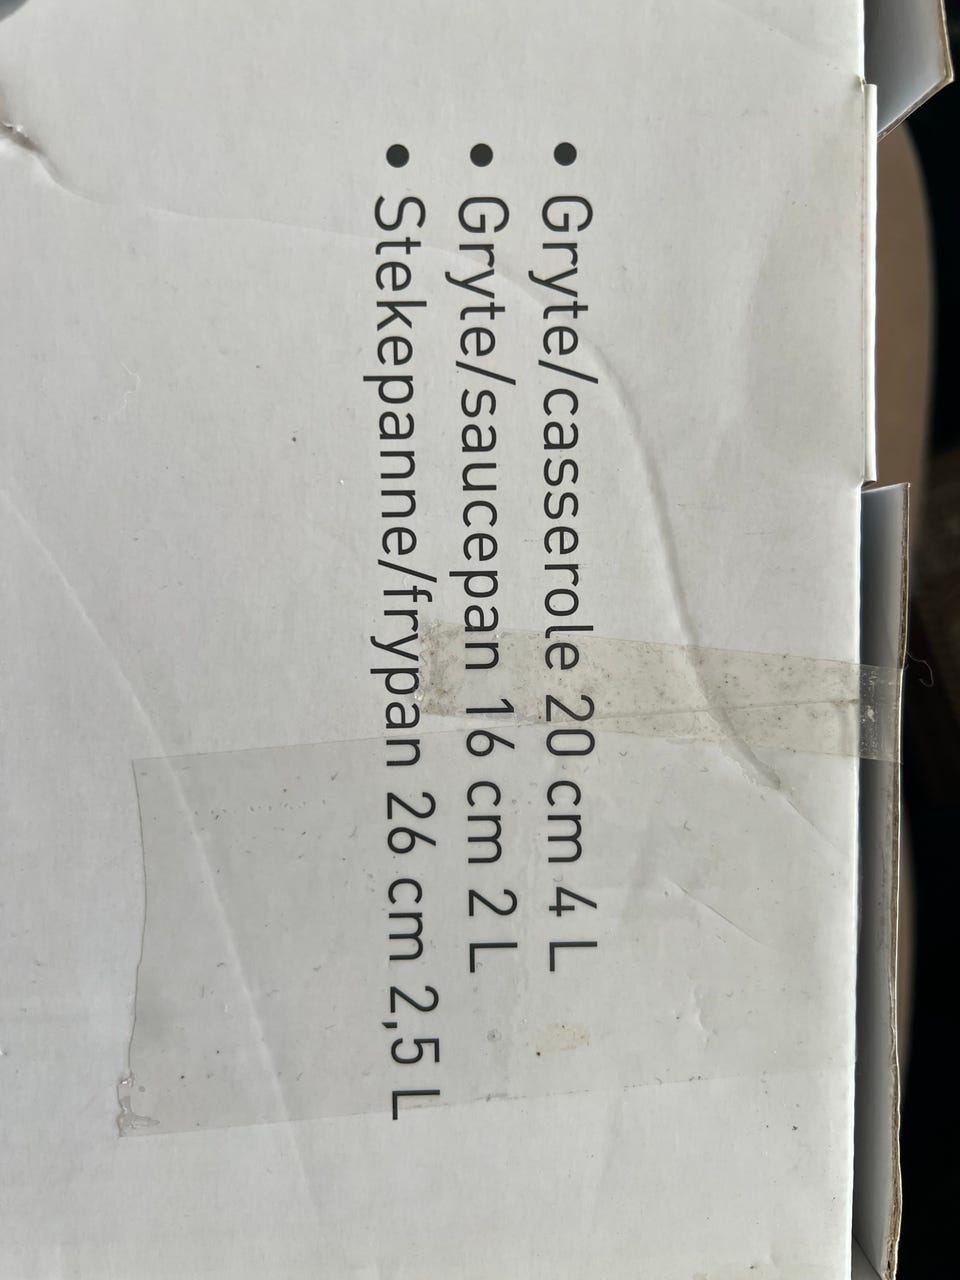 • Gryte/casserole 20 cm 4 L
• Gryte/saucepan 16 cm 2 L
• Stekepanne/frypan 26 cm 2,5 L